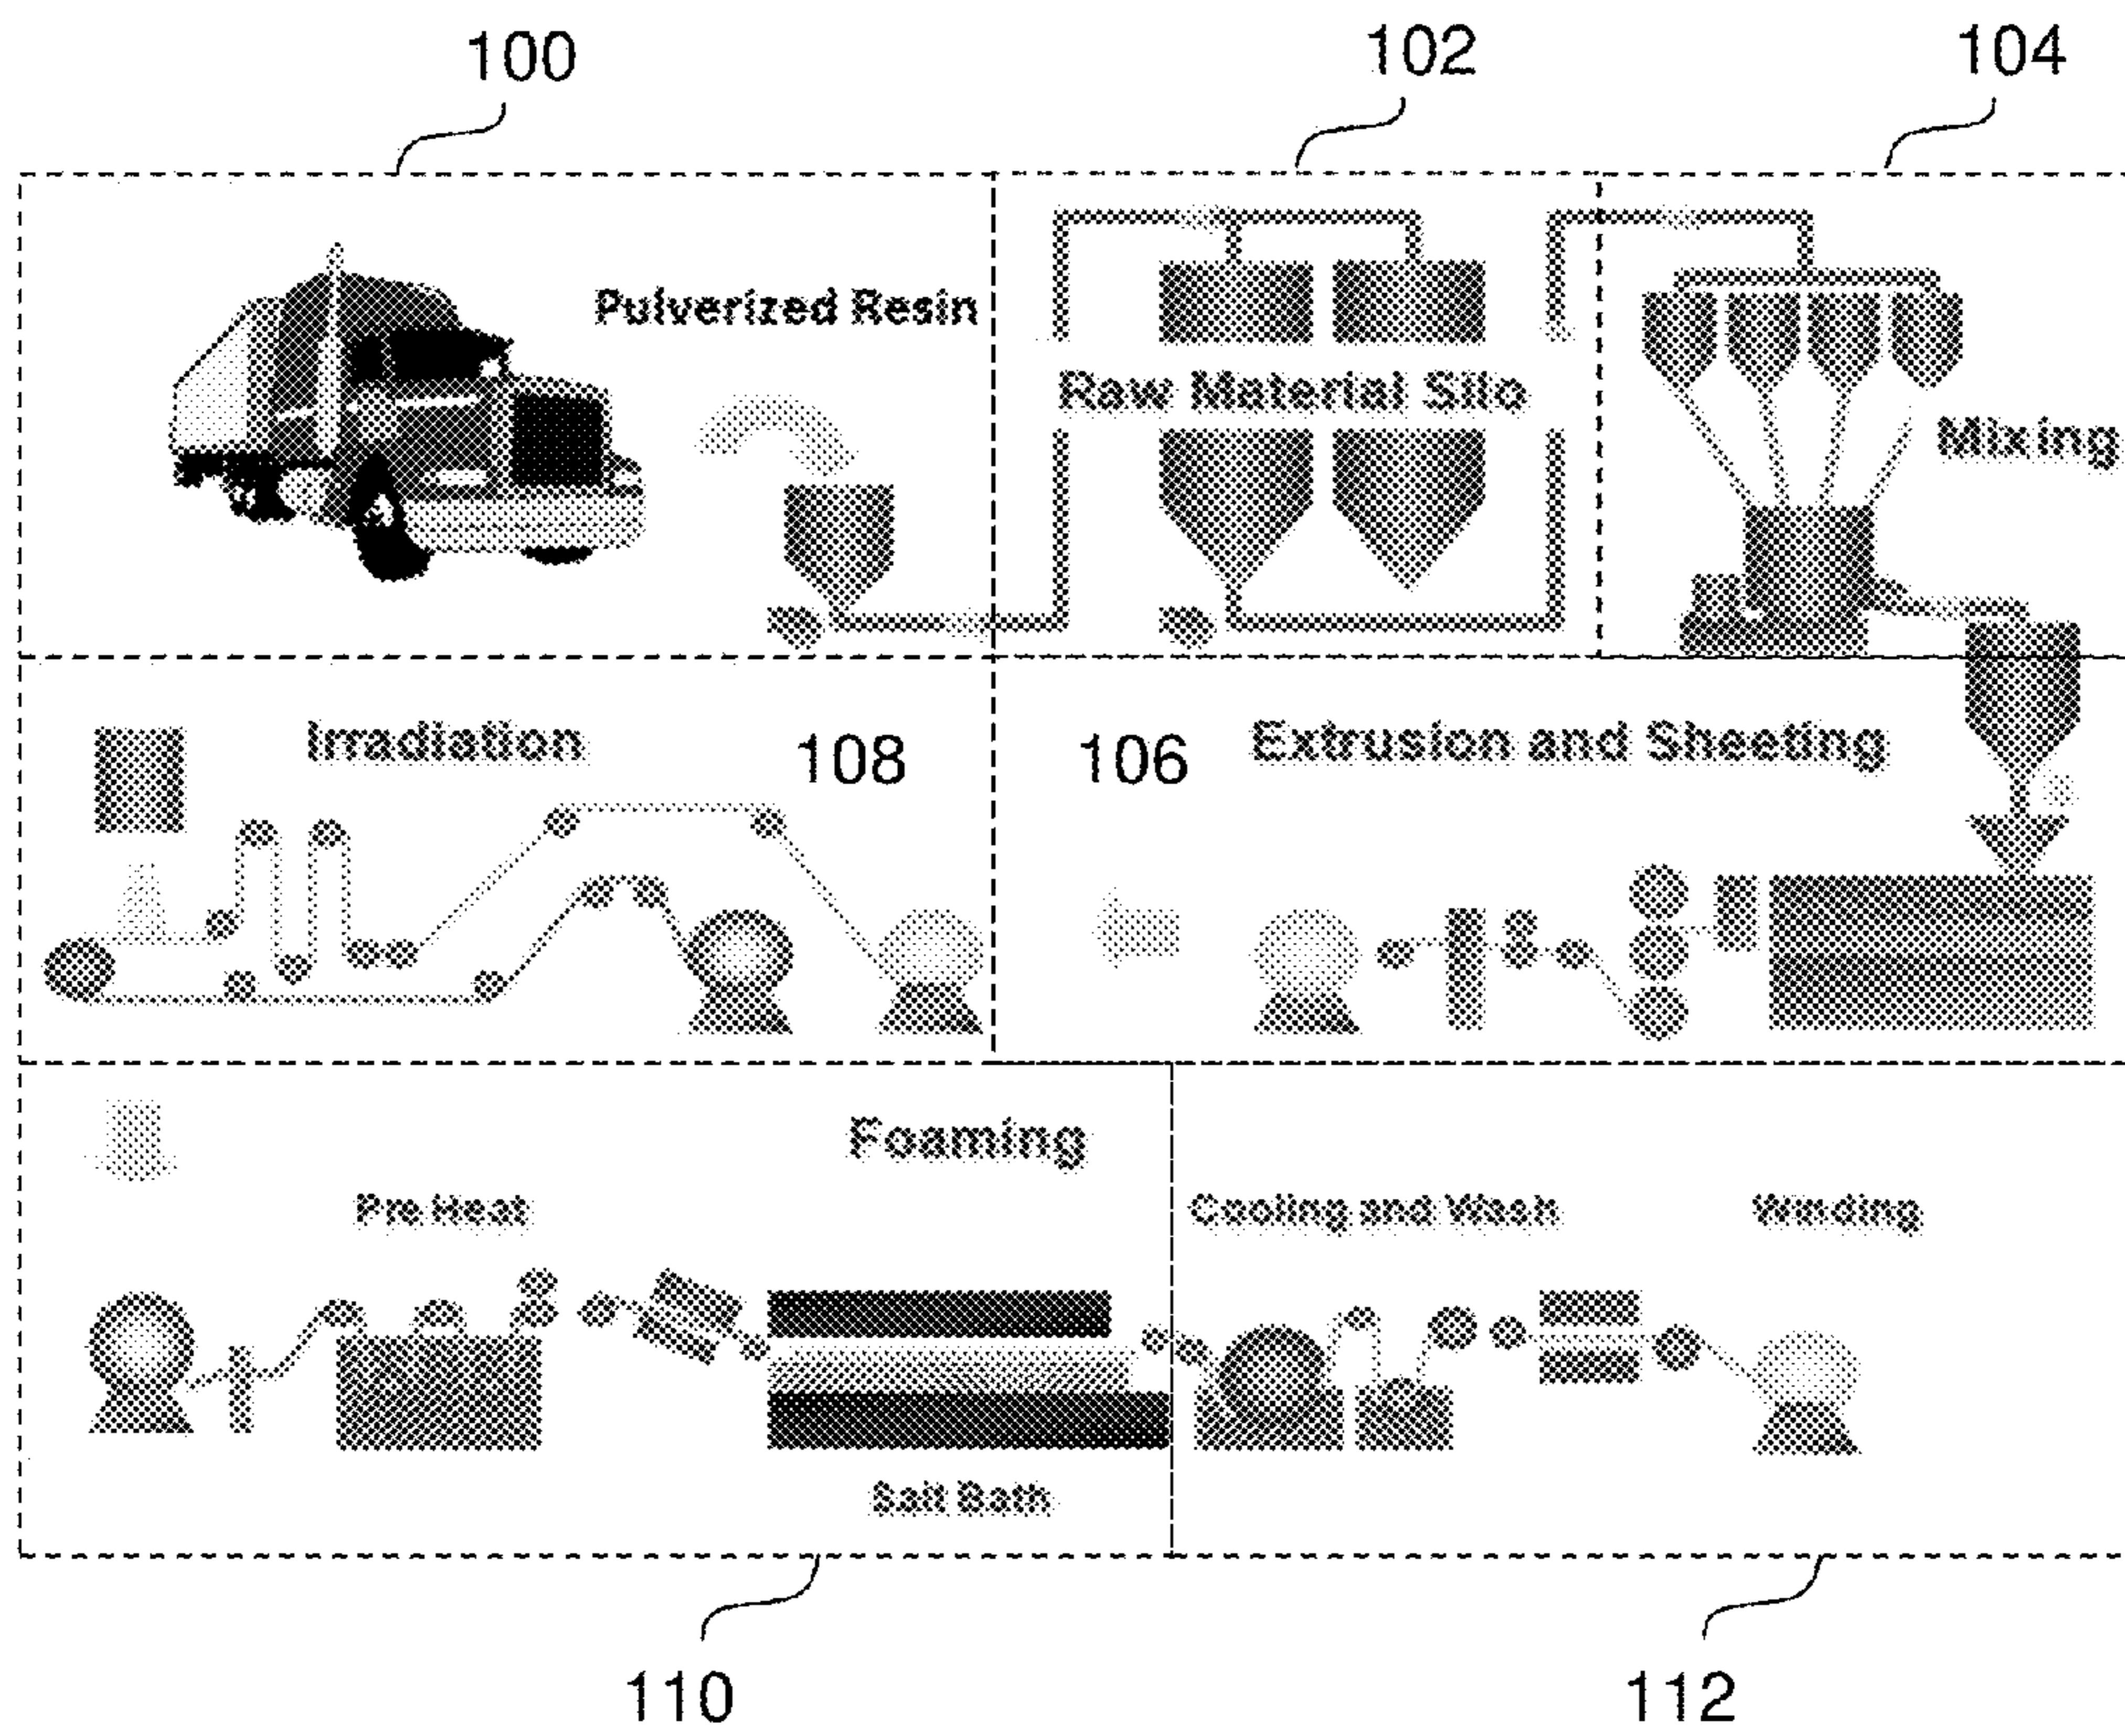 100
102
104
Pulverized Resin
Raw Material Silo
Mixing
Irradiation
108
106
Extrusion and Sheeting
Foaming
Pre Heat
Cooling and Wash
Winding
Salt Bath
110
112